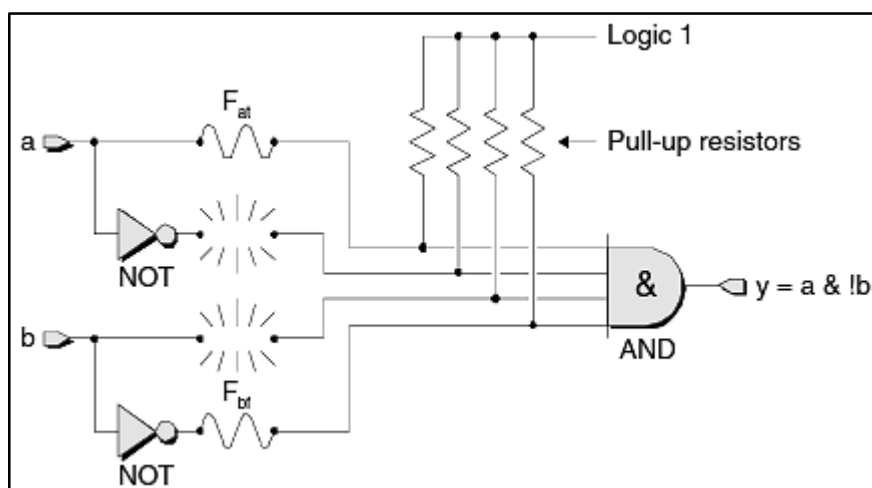 Logic 1
Fat
a
Pull-up resistors
NOT
&
y = a & !b
b
AND
Fbf
NOT